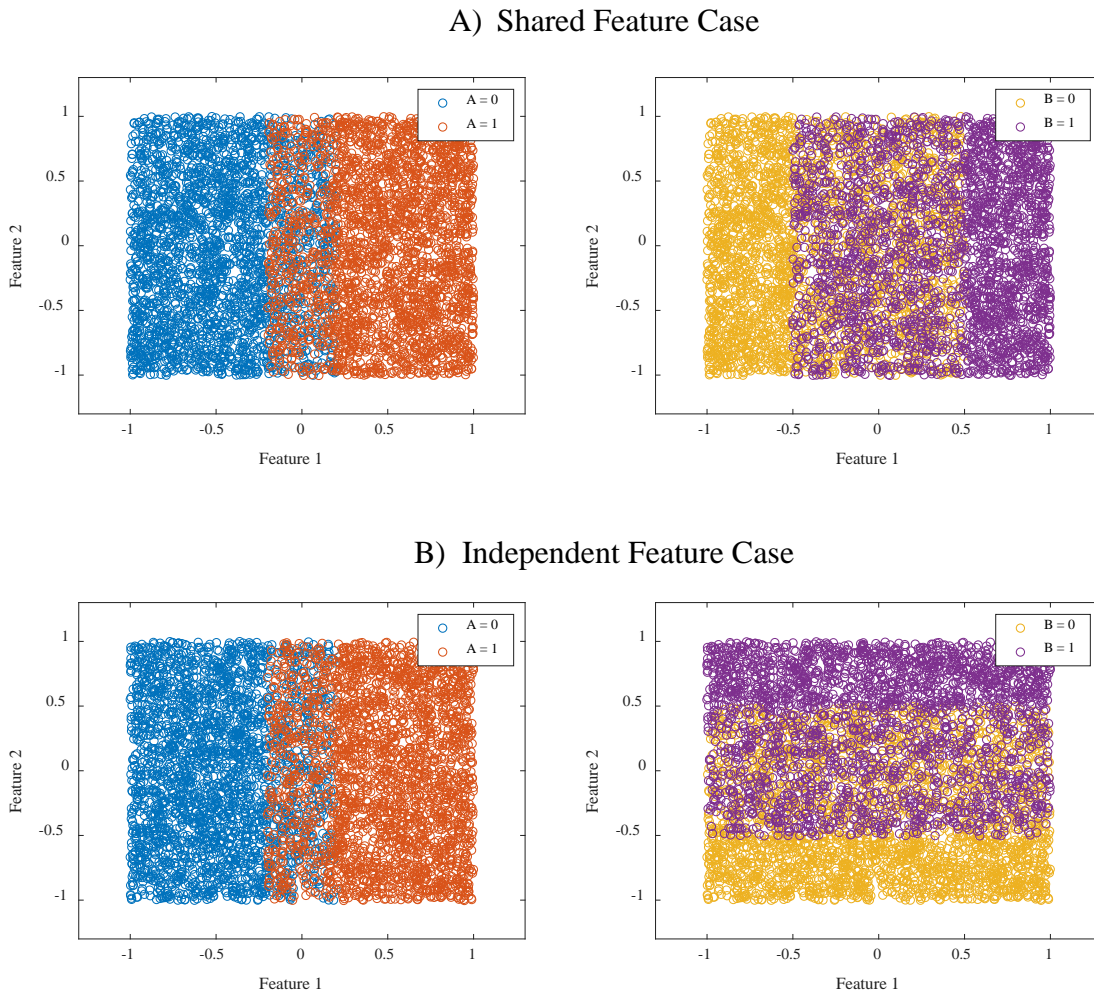 A) Shared Feature Case
A = 0
A = 1
1
0.5
0
-0.5
-1
Feature 2
-1
-0.5
0
0.5
1
Feature 1
B = 0
B = 1
1
0.5
0
-0.5
-1
Feature 2
-1
-0.5
0
0.5
1
Feature 1
B) Independent Feature Case
A = 0
A = 1
1
0.5
0
-0.5
-1
Feature 2
-1
-0.5
0
0.5
1
Feature 1
B = 0
B = 1
1
0.5
0
-0.5
-1
Feature 2
-1
-0.5
0
0.5
1
Feature 1